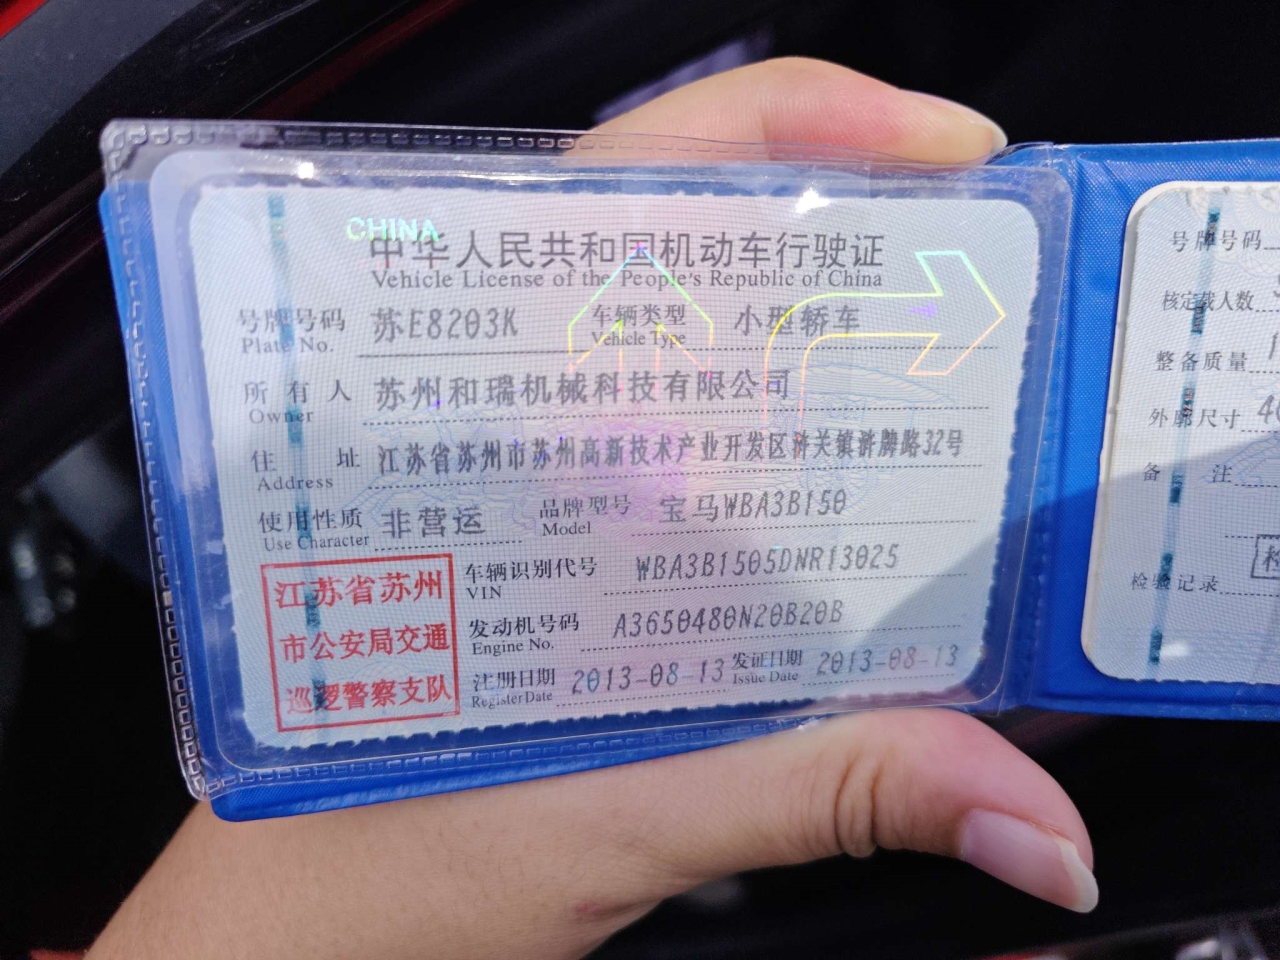 CHINA
中华人民共和国机动车行驶证
Vehicle License of the People's Republic of China
号牌号码 苏E8203K 车辆类型 小型轿车
Plate No. Vehicle Type
所有人 苏州和瑞机械科技有限公司
Owner
住址 江苏省苏州市苏州高新技术产业开发区浒关镇浒牌路32号
Address
使用性质 非营运 品牌型号 宝马WBA3B150
Use Character Model
江苏省苏州
市公安局交通
巡逻警察支队
车辆识别代号 WBA3B1505DNR13025
VIN
发动机号码 A3650480N20B20B
Engine No.
注册日期 2013-08-13 发证日期 2013-08-13
Register Date Issue Date
号牌号码
核定载人数
整备质量
外廓尺寸
备注
检验记录